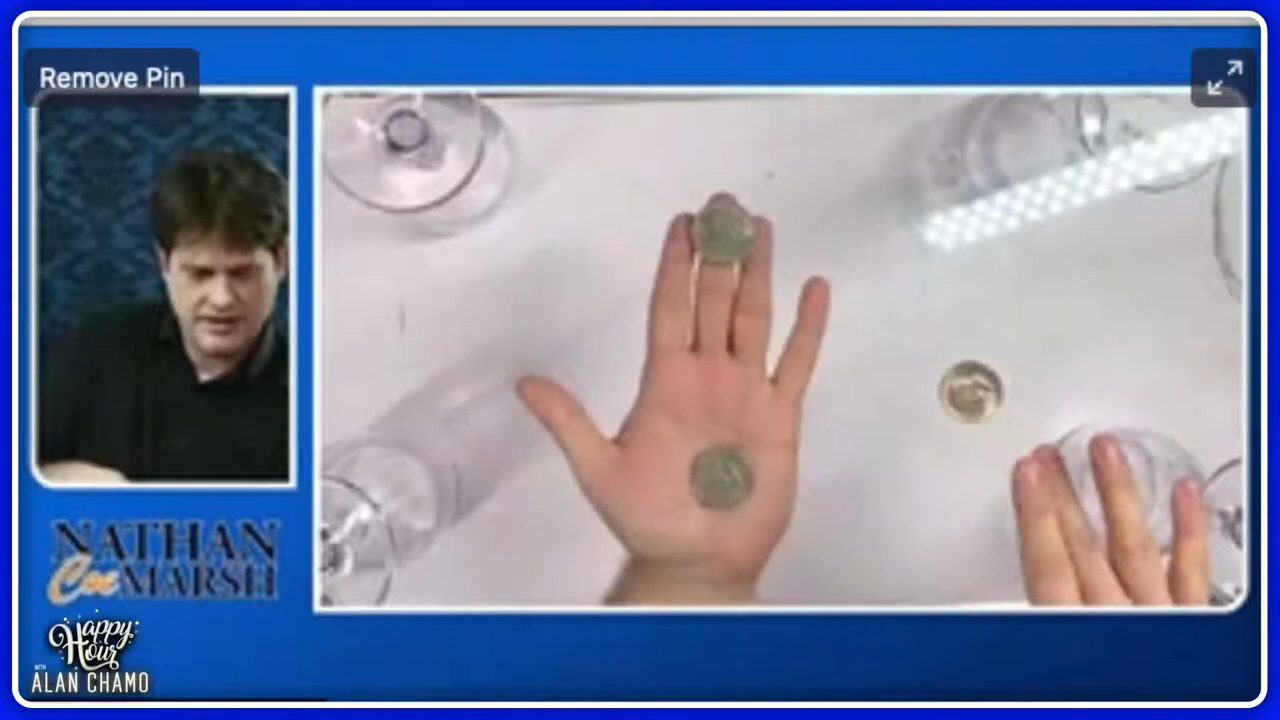 Remove Pin
NATHAN
Coe MARSH
Happy
Hour
WITH
ALAN CHAMO